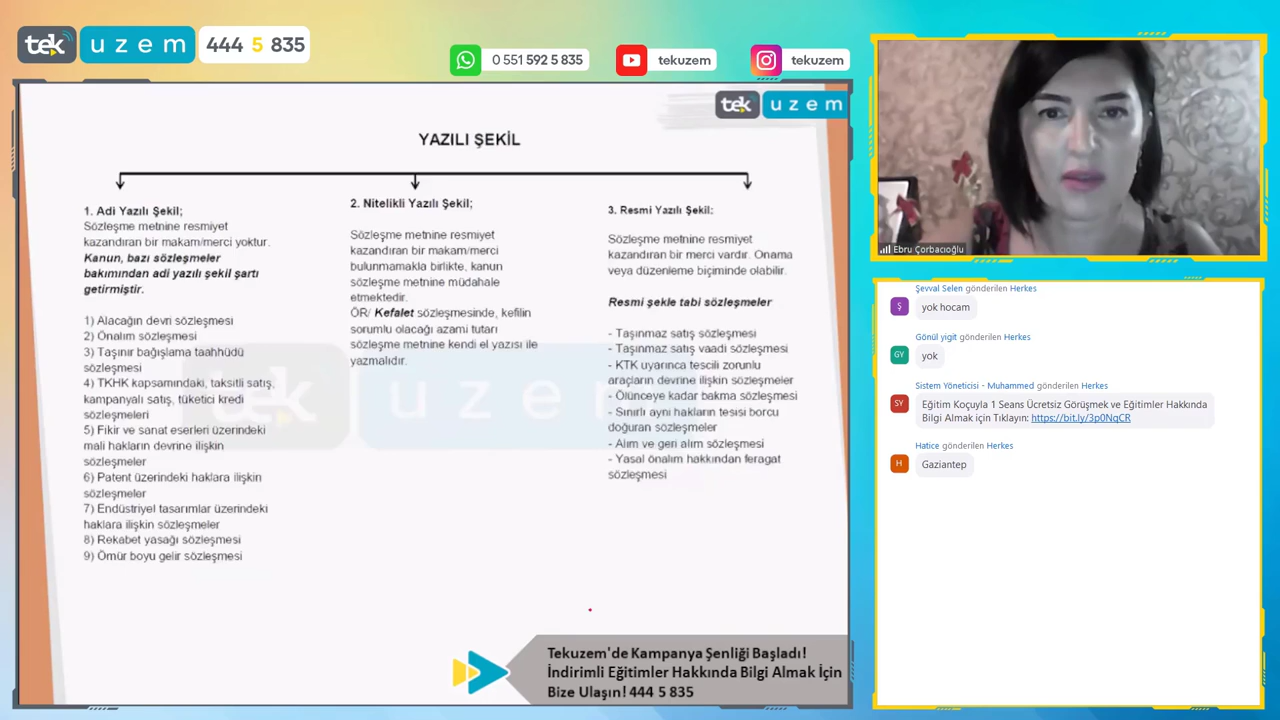 tek uzem 444 5 835
0 551 592 5 835
tekuzem
tekuzem
tek uzem
YAZILI ŞEKİL
1. Adi Yazılı Şekil;
Sözleşme metnine resmiyet
kazandıran bir makam/merci yoktur.
Kanun, bazı sözleşmeler
bakımından adi yazılı şekil şartı
getirmiştir.
1) Alacağın devri sözleşmesi
2) Önalım sözleşmesi
3) Taşınır bağışlama taahhüdü
sözleşmesi
4) TKHK kapsamındaki, taksitli satış,
kampanyalı satış, tüketici kredi
sözleşmeleri
5) Fikir ve sanat eserleri üzerindeki
mali hakların devrine ilişkin
sözleşmeler
6) Patent üzerindeki haklara ilişkin
sözleşmeler
7) Endüstriyel tasarımlar üzerindeki
haklara ilişkin sözleşmeler
8) Rekabet yasağı sözleşmesi
9) Ömür boyu gelir sözleşmesi
2. Nitelikli Yazılı Şekil;
Sözleşme metnine resmiyet
kazandıran bir makam/merci
bulunmamakla birlikte, kanun
sözleşme metnine müdahale
etmektedir.
ÖR/ Kefalet sözleşmesinde, kefilin
sorumlu olacağı azami tutarı
sözleşme metnine kendi el yazısı ile
yazmalıdır.
3. Resmi Yazılı Şekil;
Sözleşme metnine resmiyet
kazandıran bir merci vardır. Onama
veya düzenleme biçiminde olabilir.
Resmi şekle tabi sözleşmeler
- Taşınmaz satış sözleşmesi
- Taşınmaz satış vaadi sözleşmesi
- KTK uyarınca tescili zorunlu
araçların devrine ilişkin sözleşmeler
- Ölünceye kadar bakma sözleşmesi
- Sınırlı ayni hakların tesisi borcu
doğuran sözleşmeler
- Alım ve geri alım sözleşmesi
- Yasal önalım hakkından feragat
sözleşmesi
tek uzem
Tekuzem'de Kampanya Şenliği Başladı!
İndirimli Eğitimler Hakkında Bilgi Almak İçin
Bize Ulaşın! 444 5 835
Ebru Çorbacıoğlu
Şevval Selen gönderilen Herkes
Ş
yok hocam
Gönül yigit gönderilen Herkes
GY
yok
Sistem Yöneticisi - Muhammed gönderilen Herkes
SY
Eğitim Koçuyla 1 Seans Ücretsiz Görüşmek ve Eğitimler Hakkında
Bilgi Almak için Tıklayın: https://bit.ly/3p0NqCR
Hatice gönderilen Herkes
H
Gaziantep